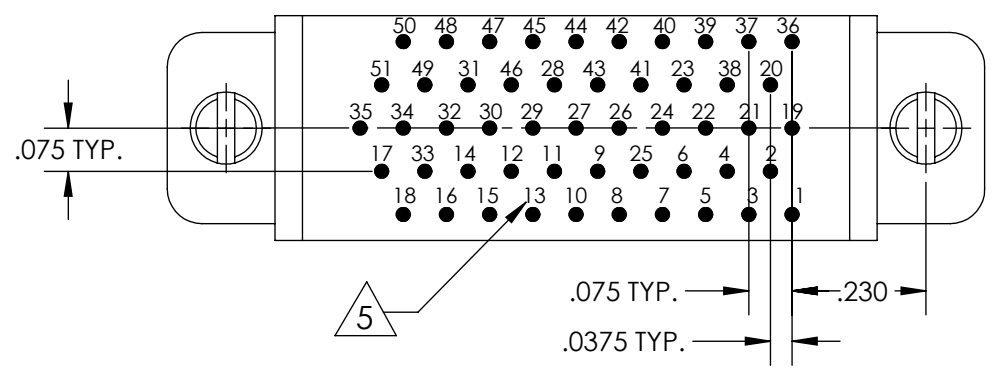 50 48 47 45 44 42 40 39 37 36
51 49 31 46 28 43 41 23 38 20
35 34 32 30 29 27 26 24 22 21 19
.075 TYP.
17 33 14 12 11 9 25 6 4 2
18 16 15 13 10 8 7 5 3 1
5
.075 TYP.
.230
.0375 TYP.